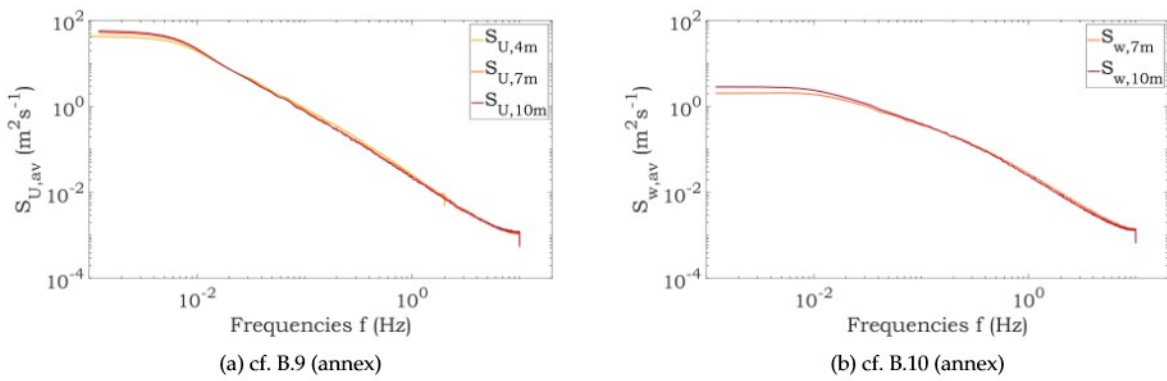 10^2
10^0
10^-2
10^-4
S_U,av (m^2s^-1)
S_U,4m
S_U,7m
S_U,10m
10^-2
10^0
Frequencies f (Hz)
(a) cf. B.9 (annex)
10^2
10^0
10^-2
10^-4
S_w,av (m^2s^-1)
S_w,7m
S_w,10m
10^-2
10^0
Frequencies f (Hz)
(b) cf. B.10 (annex)